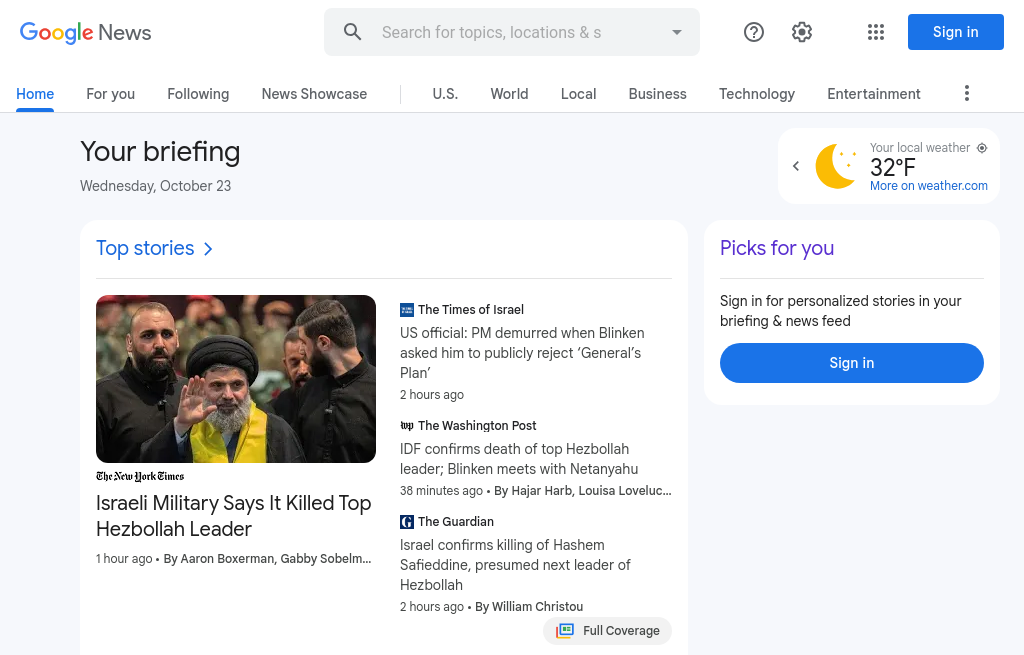 Google News
Search for topics, locations & s
Sign in
Home
For you
Following
News Showcase
U.S.
World
Local
Business
Technology
Entertainment
Your briefing
Wednesday, October 23
Your local weather
32°F
More on weather.com
Top stories
The New York Times
Israeli Military Says It Killed Top
Hezbollah Leader
1 hour ago • By Aaron Boxerman, Gabby Sobelm...
The Times of Israel
US official: PM demurred when Blinken
asked him to publicly reject ‘General’s
Plan’
2 hours ago
The Washington Post
IDF confirms death of top Hezbollah
leader; Blinken meets with Netanyahu
38 minutes ago • By Hajar Harb, Louisa Loveluc...
The Guardian
Israel confirms killing of Hashem
Safieddine, presumed next leader of
Hezbollah
2 hours ago • By William Christou
Full Coverage
Picks for you
Sign in for personalized stories in your
briefing & news feed
Sign in